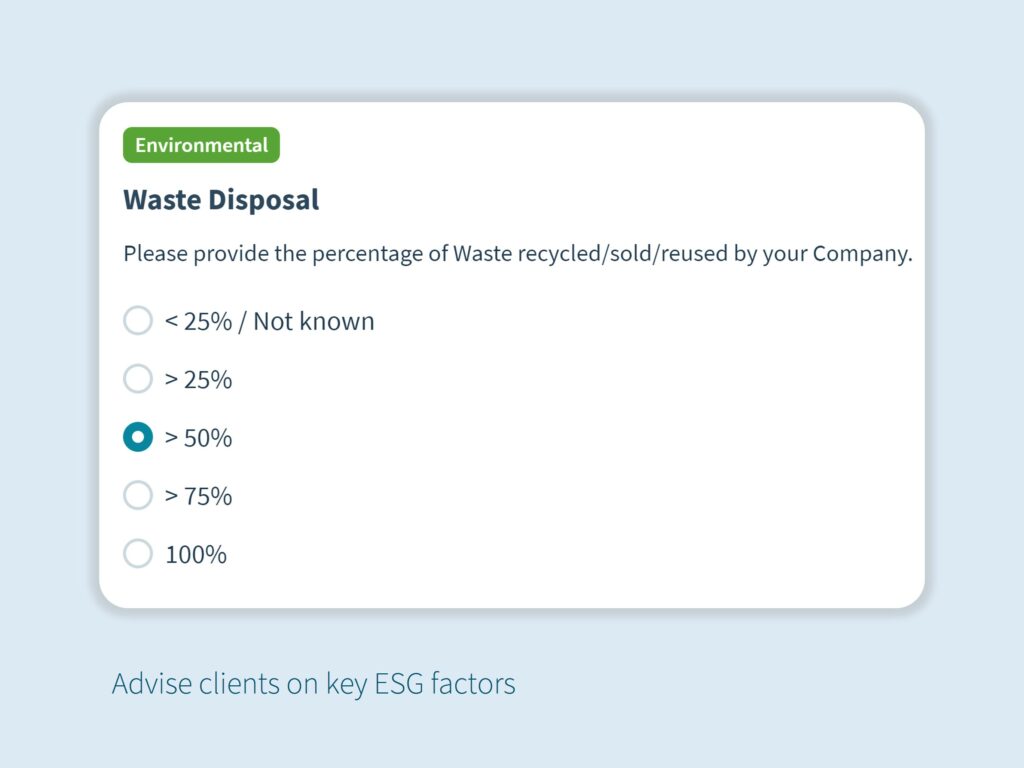 Environmental
Waste Disposal
Please provide the percentage of Waste recycled/sold/reused by your Company.
< 25% / Not known
> 25%
> 50%
> 75%
100%
Advise clients on key ESG factors